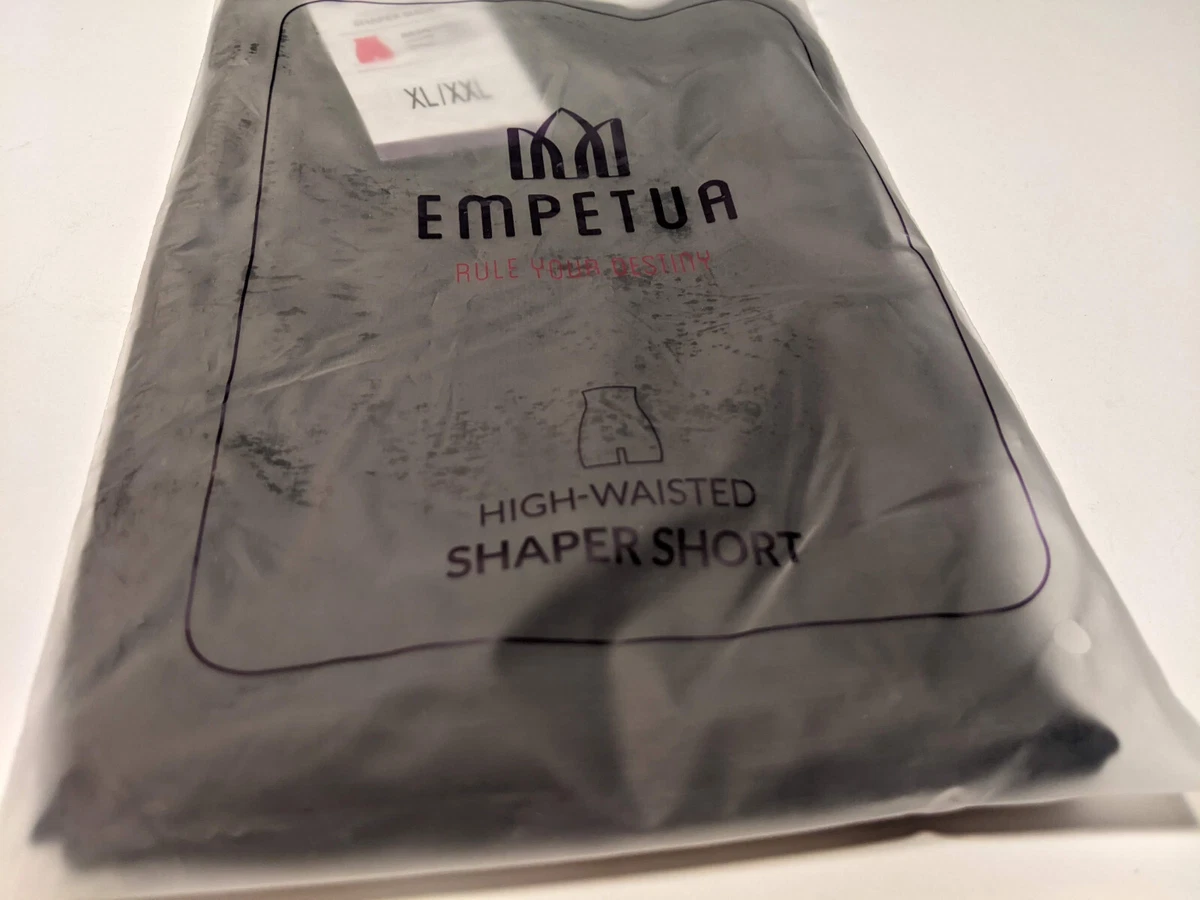 XL/XXL
EMPETUA
RULE YOUR DESTINY
HIGH-WAISTED
SHAPER SHORT